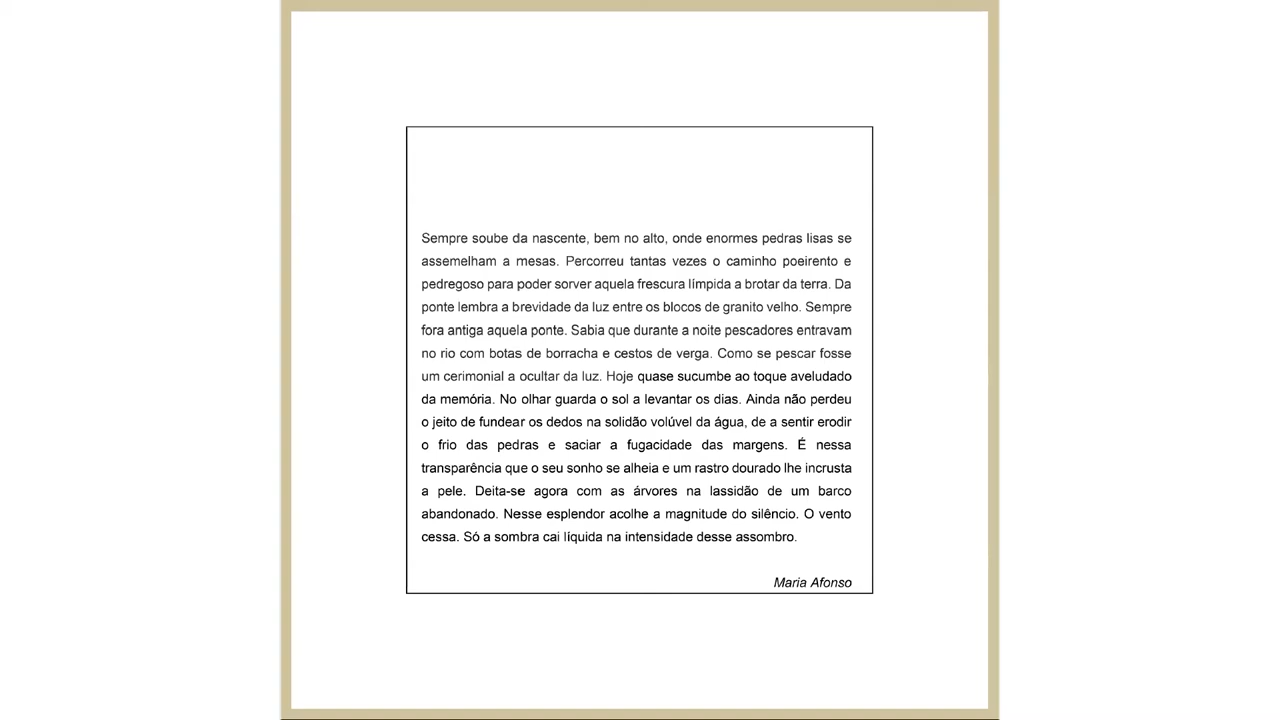 Sempre soube da nascente, bem no alto, onde enormes pedras lisas se
assemelham a mesas. Percorreu tantas vezes o caminho poeirento e
pedregoso para poder sorver aquela frescura límpida a brotar da terra. Da
ponte lembra a brevidade da luz entre os blocos de granito velho. Sempre
fora antiga aquela ponte. Sabia que durante a noite pescadores entravam
no rio com botas de borracha e cestos de verga. Como se pescar fosse
um cerimonial a ocultar da luz. Hoje quase sucumbe ao toque aveludado
da memória. No olhar guarda o sol a levantar os dias. Ainda não perdeu
o jeito de fundear os dedos na solidão volúvel da água, de a sentir erodir
o frio das pedras e saciar a fugacidade das margens. É nessa
transparência que o seu sonho se alheia e um rastro dourado lhe incrusta
a pele. Deita-se agora com as árvores na lassidão de um barco
abandonado. Nesse esplendor acolhe a magnitude do silêncio. O vento
cessa. Só a sombra cai líquida na intensidade desse assombro.
Maria Afonso